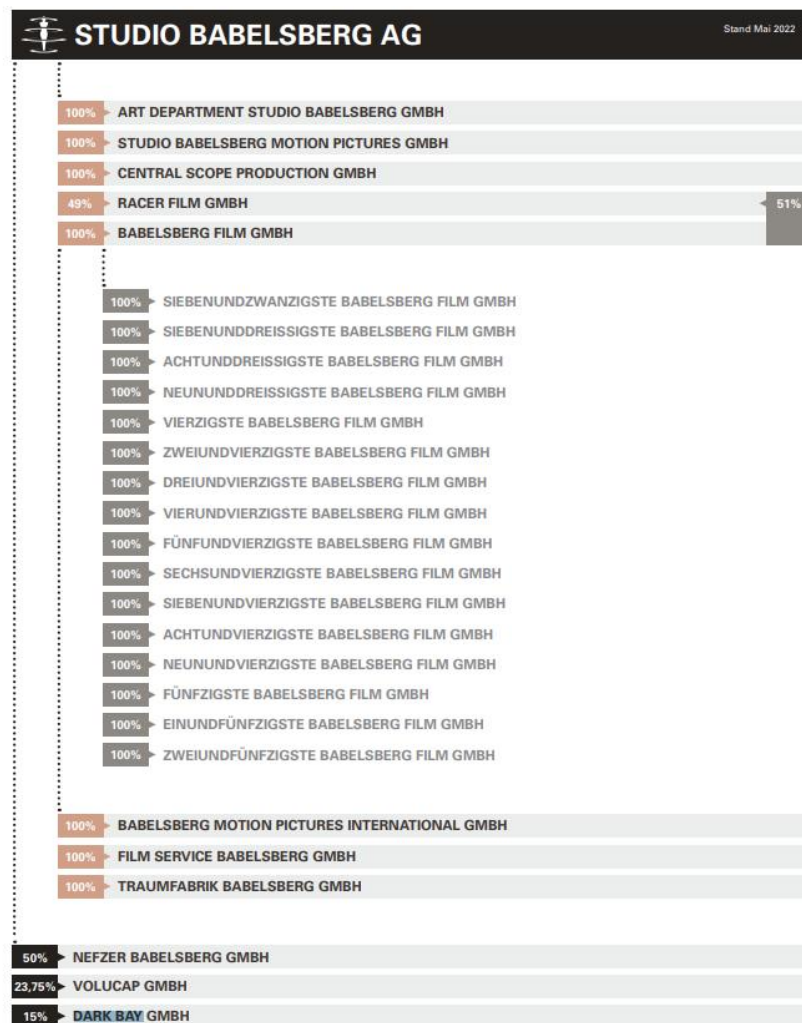 STUDIO BABELSBERG AG Stand Mai 2022
100% ART DEPARTMENT STUDIO BABELSBERG GMBH
100% STUDIO BABELSBERG MOTION PICTURES GMBH
100% CENTRAL SCOPE PRODUCTION GMBH
49% RACER FILM GMBH 51%
100% BABELSBERG FILM GMBH
100% SIEBENUNDZWANZIGSTE BABELSBERG FILM GMBH
100% SIEBENUNDDREISSIGSTE BABELSBERG FILM GMBH
100% ACHTUNDDREISSIGSTE BABELSBERG FILM GMBH
100% NEUNUNDDREISSIGSTE BABELSBERG FILM GMBH
100% VIERZIGSTE BABELSBERG FILM GMBH
100% ZWEIUNDVIERZIGSTE BABELSBERG FILM GMBH
100% DREIUNDVIERZIGSTE BABELSBERG FILM GMBH
100% VIERUNDVIERZIGSTE BABELSBERG FILM GMBH
100% FÜNFUNDVIERZIGSTE BABELSBERG FILM GMBH
100% SECHSUNDVIERZIGSTE BABELSBERG FILM GMBH
100% SIEBENUNDVIERZIGSTE BABELSBERG FILM GMBH
100% ACHTUNDVIERZIGSTE BABELSBERG FILM GMBH
100% NEUNUNDVIERZIGSTE BABELSBERG FILM GMBH
100% FÜNFZIGSTE BABELSBERG FILM GMBH
100% EINUNDFÜNFZIGSTE BABELSBERG FILM GMBH
100% ZWEIUNDFÜNFZIGSTE BABELSBERG FILM GMBH
100% BABELSBERG MOTION PICTURES INTERNATIONAL GMBH
100% FILM SERVICE BABELSBERG GMBH
100% TRAUMFABRIK BABELSBERG GMBH
50% NEFZER BABELSBERG GMBH
23,75% VOLUCAP GMBH
15% DARK BAY GMBH